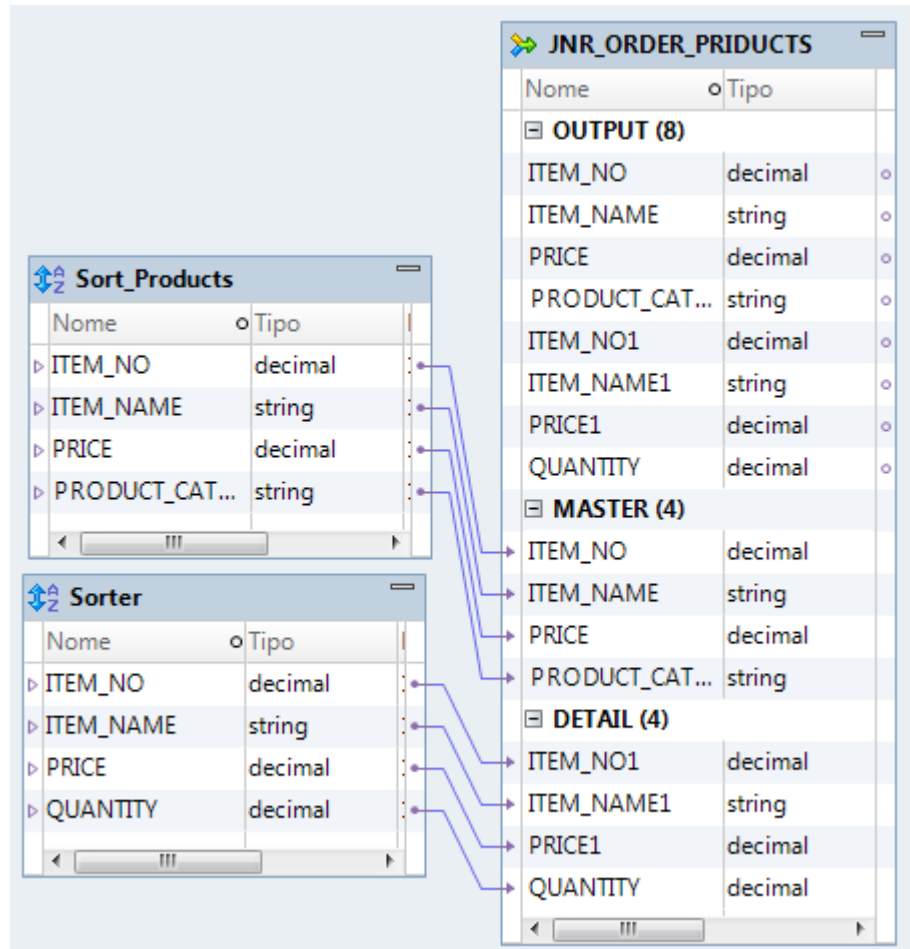 JNR_ORDER_PRIDUCTS
Nome Tipo
OUTPUT (8)
ITEM_NO decimal
ITEM_NAME string
PRICE decimal
PRODUCT_CAT... string
ITEM_NO1 decimal
ITEM_NAME1 string
PRICE1 decimal
QUANTITY decimal
MASTER (4)
ITEM_NO decimal
ITEM_NAME string
PRICE decimal
PRODUCT_CAT... string
DETAIL (4)
ITEM_NO1 decimal
ITEM_NAME1 string
PRICE1 decimal
QUANTITY decimal
Sort_Products
Nome Tipo
ITEM_NO decimal
ITEM_NAME string
PRICE decimal
PRODUCT_CAT... string
Sorter
Nome Tipo
ITEM_NO decimal
ITEM_NAME string
PRICE decimal
QUANTITY decimal